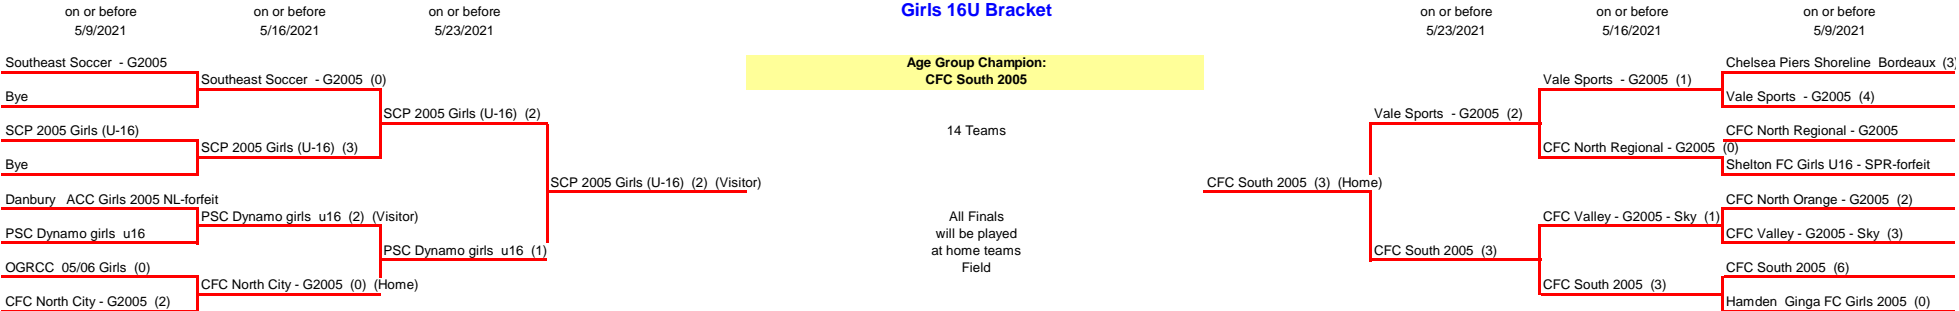 Girls 16U Bracket
on or before
5/9/2021
on or before
5/16/2021
on or before
5/23/2021
on or before
5/23/2021
on or before
5/16/2021
on or before
5/9/2021
Southeast Soccer - G2005
Bye
SCP 2005 Girls (U-16)
Bye
Danbury ACC Girls 2005 NL-forfeit
PSC Dynamo girls u16
OGRCC 05/06 Girls (0)
CFC North City - G2005 (2)
Southeast Soccer - G2005 (0)
SCP 2005 Girls (U-16) (3)
PSC Dynamo girls u16 (2) (Visitor)
CFC North City - G2005 (0) (Home)
SCP 2005 Girls (U-16) (2)
PSC Dynamo girls u16 (1)
SCP 2005 Girls (U-16) (2) (Visitor)
Age Group Champion:
CFC South 2005
14 Teams
All Finals
will be played
at home teams
Field
CFC South 2005 (3) (Home)
Vale Sports - G2005 (2)
CFC South 2005 (3)
Vale Sports - G2005 (1)
CFC North Regional - G2005 (0)
CFC Valley - G2005 - Sky (1)
CFC South 2005 (3)
Chelsea Piers Shoreline Bordeaux (3)
Vale Sports - G2005 (4)
CFC North Regional - G2005
Shelton FC Girls U16 - SPR-forfeit
CFC North Orange - G2005 (2)
CFC Valley - G2005 - Sky (3)
CFC South 2005 (6)
Hamden Ginga FC Girls 2005 (0)